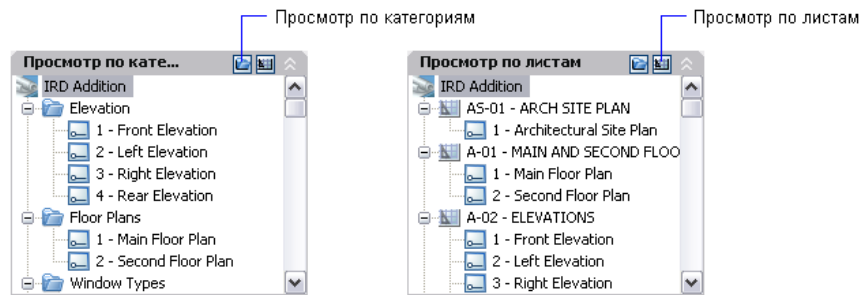 Просмотр по категориям
Просмотр по листам
Просмотр по кате...
IRD Addition
Elevation
1 - Front Elevation
2 - Left Elevation
3 - Right Elevation
4 - Rear Elevation
Floor Plans
1 - Main Floor Plan
2 - Second Floor Plan
Window Types
Просмотр по листам
IRD Addition
AS-01 - ARCH SITE PLAN
1 - Architectural Site Plan
A-01 - MAIN AND SECOND FLOO
1 - Main Floor Plan
2 - Second Floor Plan
A-02 - ELEVATIONS
1 - Front Elevation
2 - Left Elevation
3 - Right Elevation